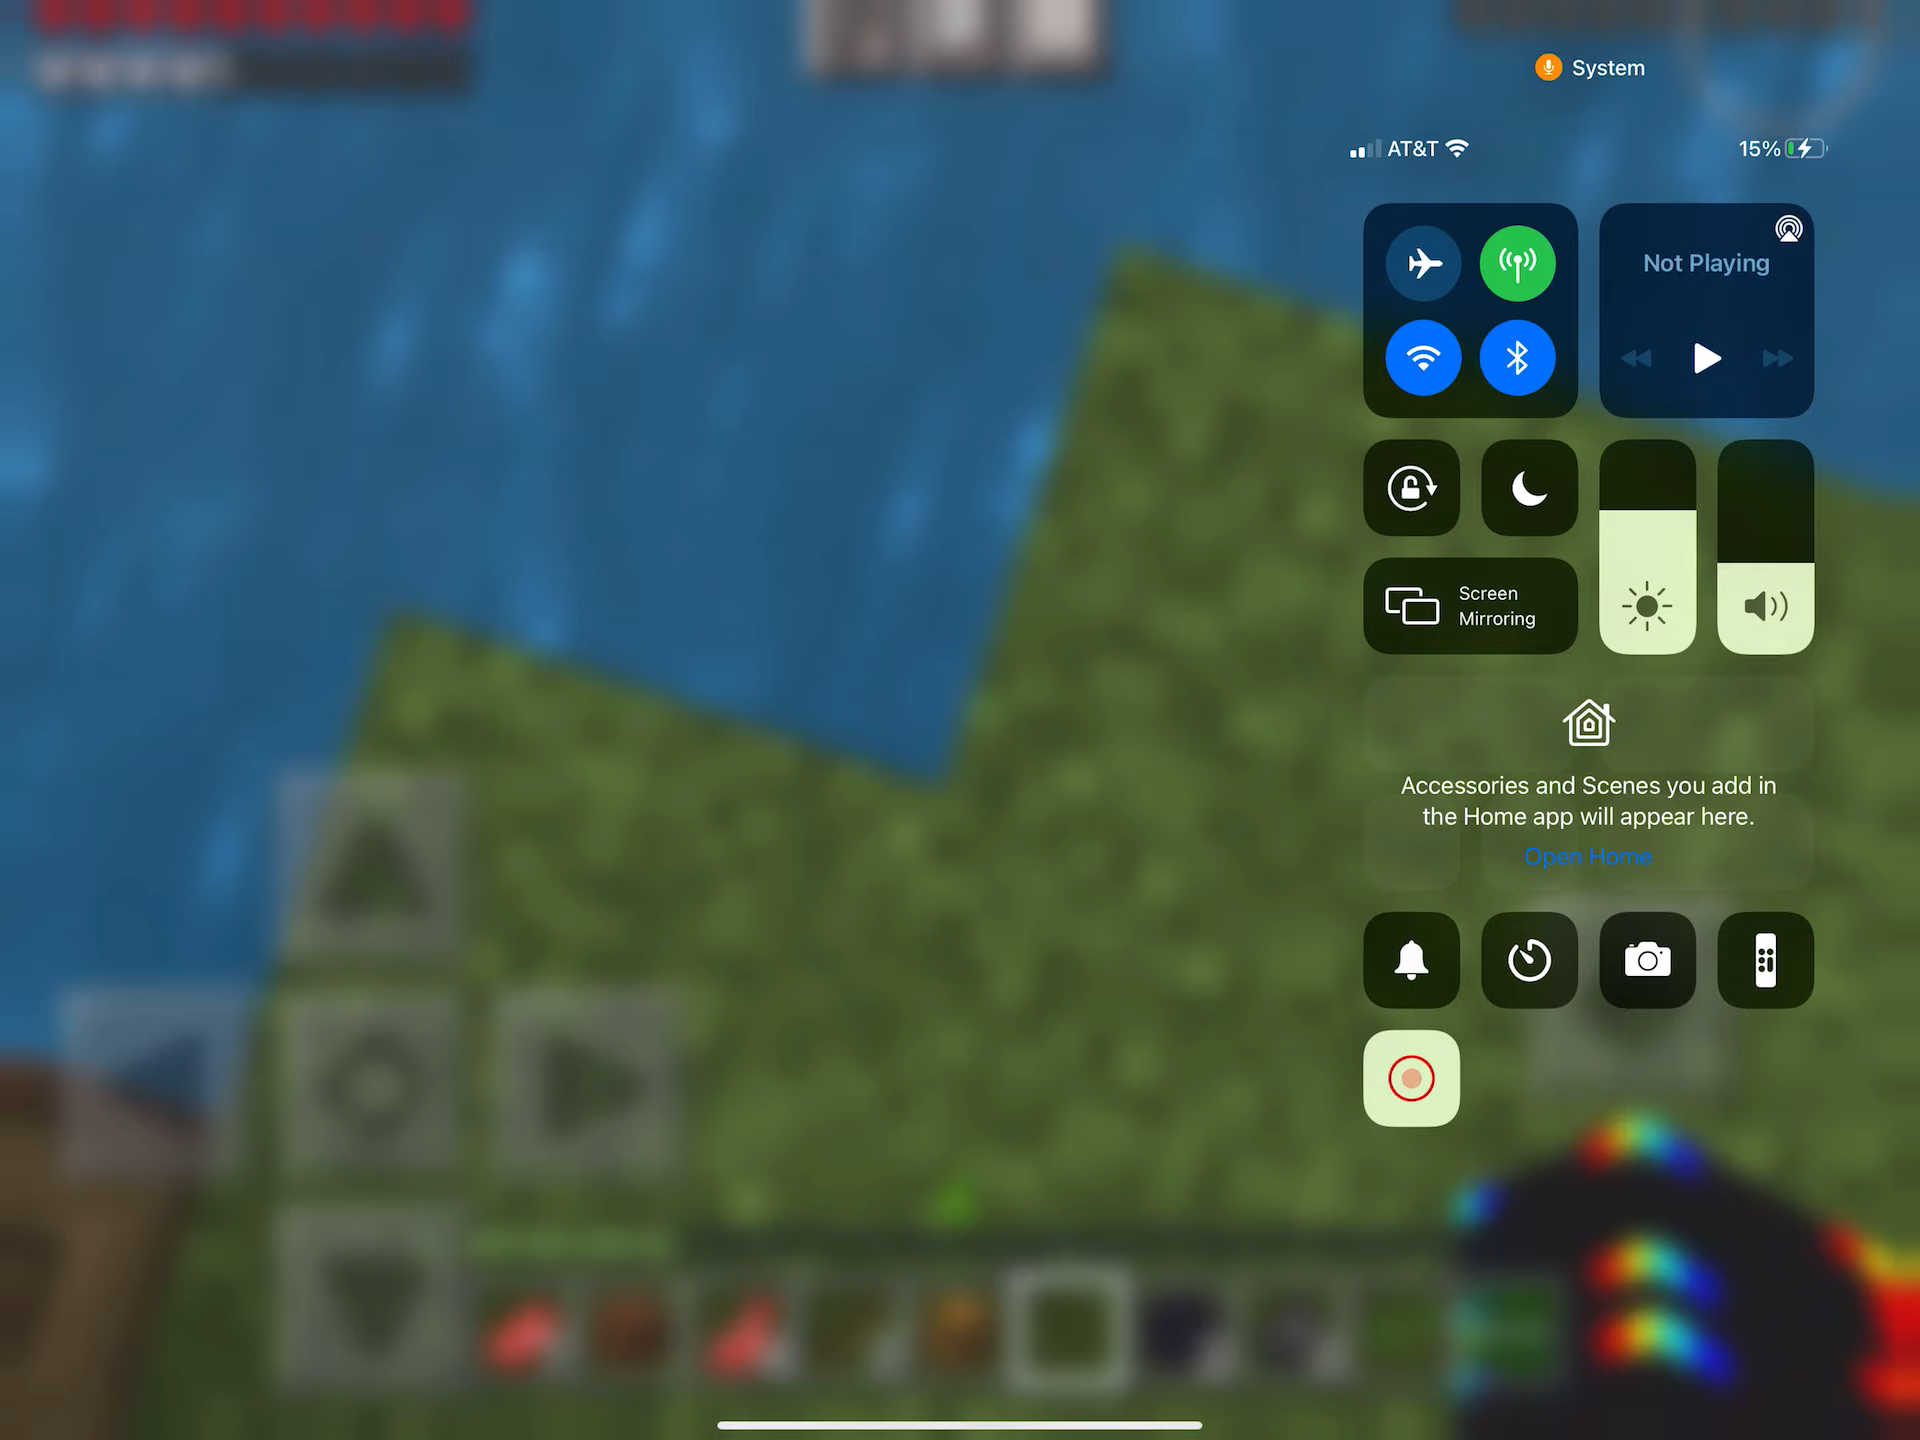 System
AT&T
15%
Not Playing
Screen
Mirroring
Accessories and Scenes you add in
the Home app will appear here.
Open Home